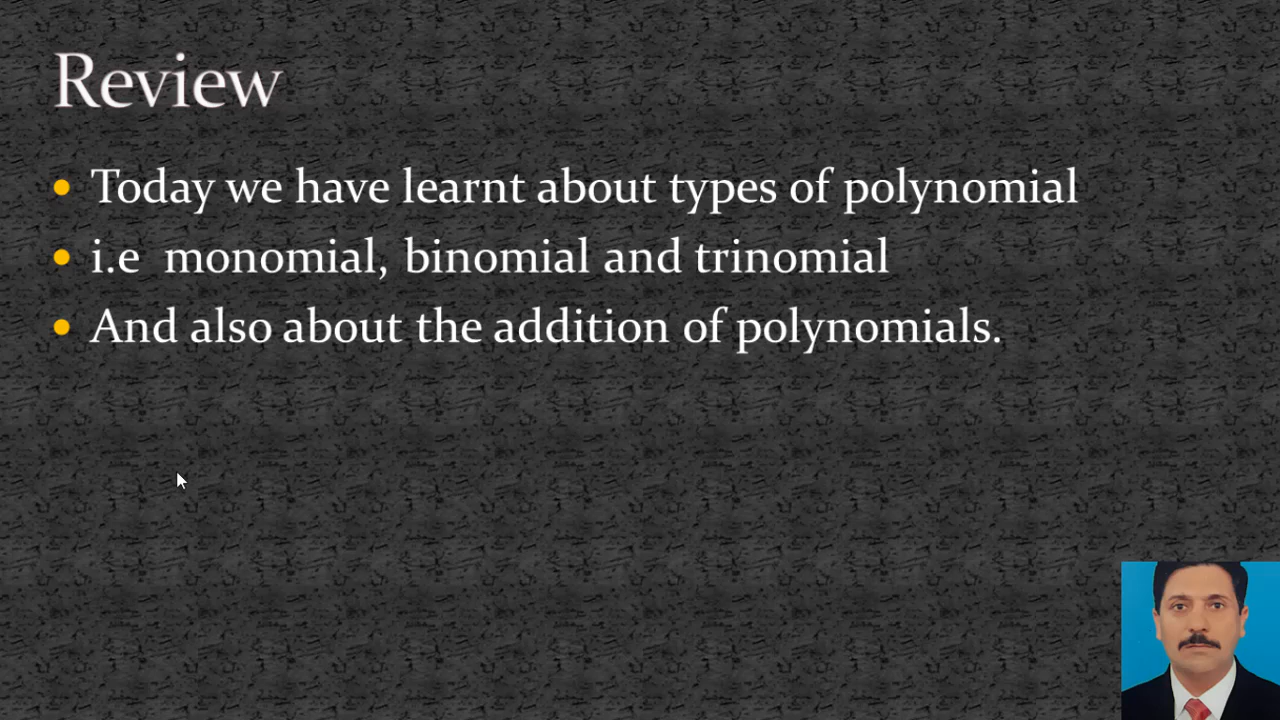 Review
Today we have learnt about types of polynomial
i.e monomial, binomial and trinomial
And also about the addition of polynomials.